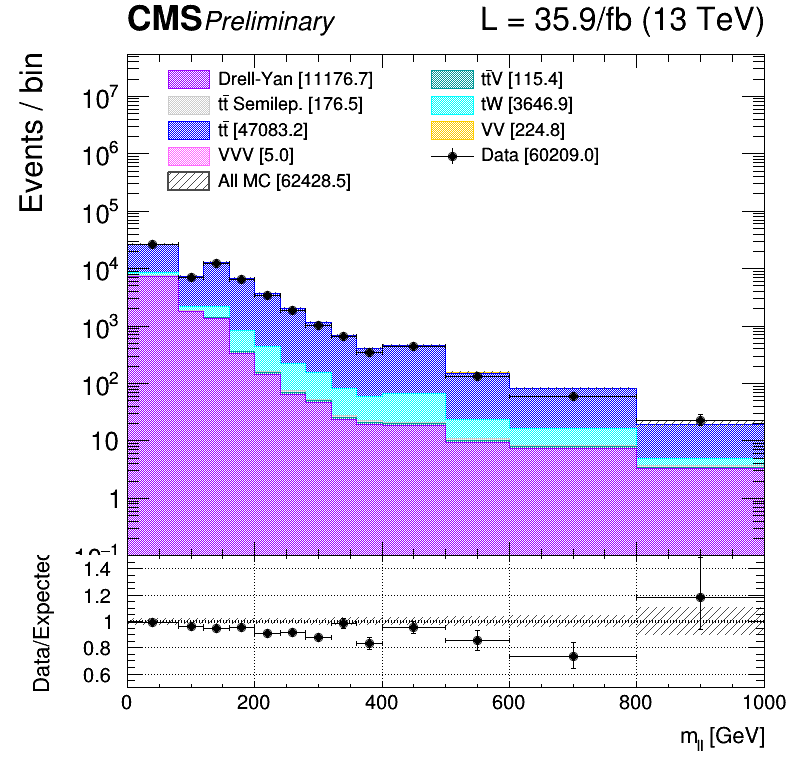 CMS Preliminary L = 35.9/fb (13 TeV)
Events / bin
Drell-Yan [11176.7]
tt̄ Semilep. [176.5]
tt̄ [47083.2]
VVV [5.0]
All MC [62428.5]
tt̄V [115.4]
tW [3646.9]
VV [224.8]
Data [60209.0]
10⁷
10⁶
10⁵
10⁴
10³
10²
10
1
10⁻¹
Data/Expected
1.4
1.2
1
0.8
0.6
0 200 400 600 800 1000
m_ll [GeV]